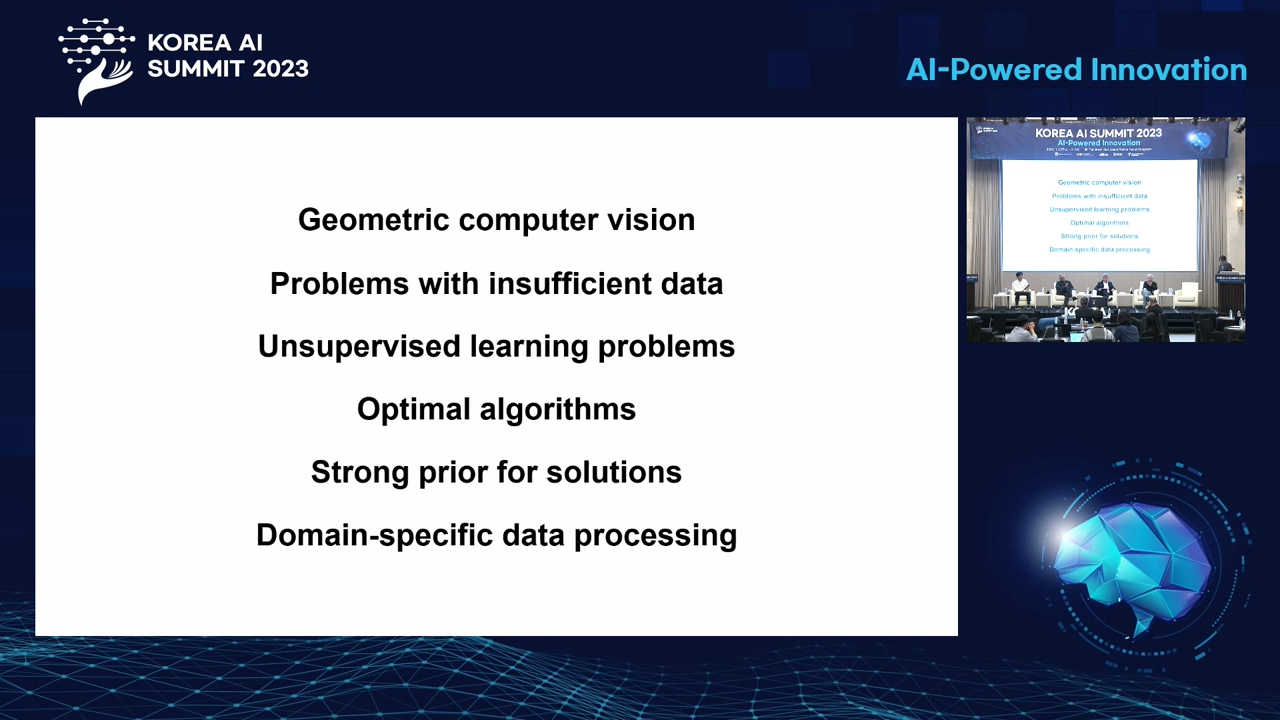 KOREA AI
SUMMIT 2023
AI-Powered Innovation
Geometric computer vision
Problems with insufficient data
Unsupervised learning problems
Optimal algorithms
Strong prior for solutions
Domain-specific data processing
KOREA AI SUMMIT 2023
AI-Powered Innovation
Geometric computer vision
Problems with insufficient data
Unsupervised learning problems
Optimal algorithms
Strong prior for solutions
Domain-specific data processing